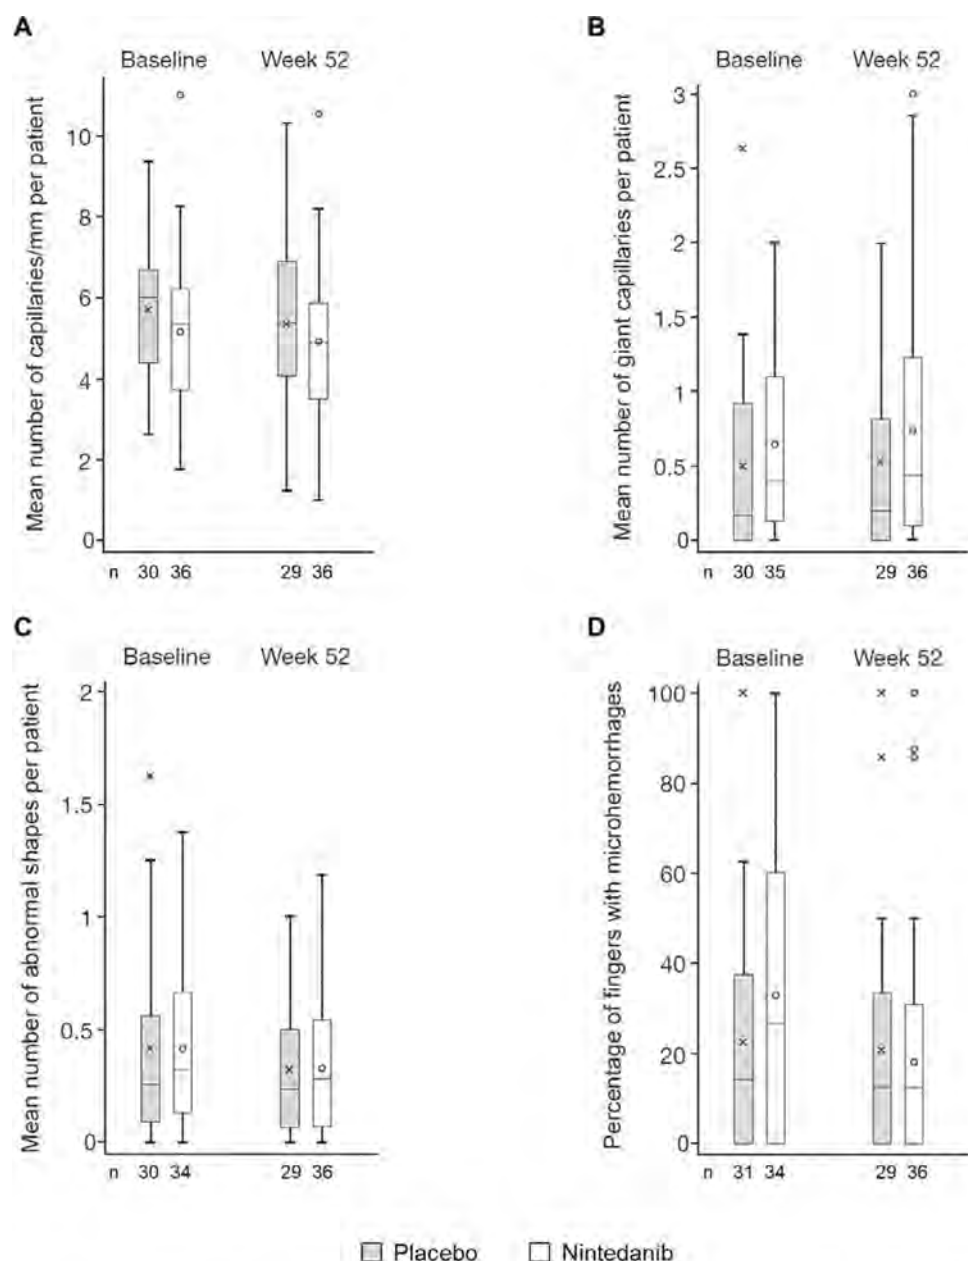 A
Baseline Week 52
Mean number of capillaries/mm per patient
10
8
6
4
2
0
n 30 36 29 36
B
Baseline Week 52
Mean number of giant capillaries per patient
3
2.5
2
1.5
1
0.5
0
n 30 35 29 36
C
Baseline Week 52
Mean number of abnormal shapes per patient
2
1.5
1
0.5
0
n 30 34 29 36
D
Baseline Week 52
Percentage of fingers with microhemorrhages
100
80
60
40
20
0
n 31 34 29 36
Placebo Nintedanib